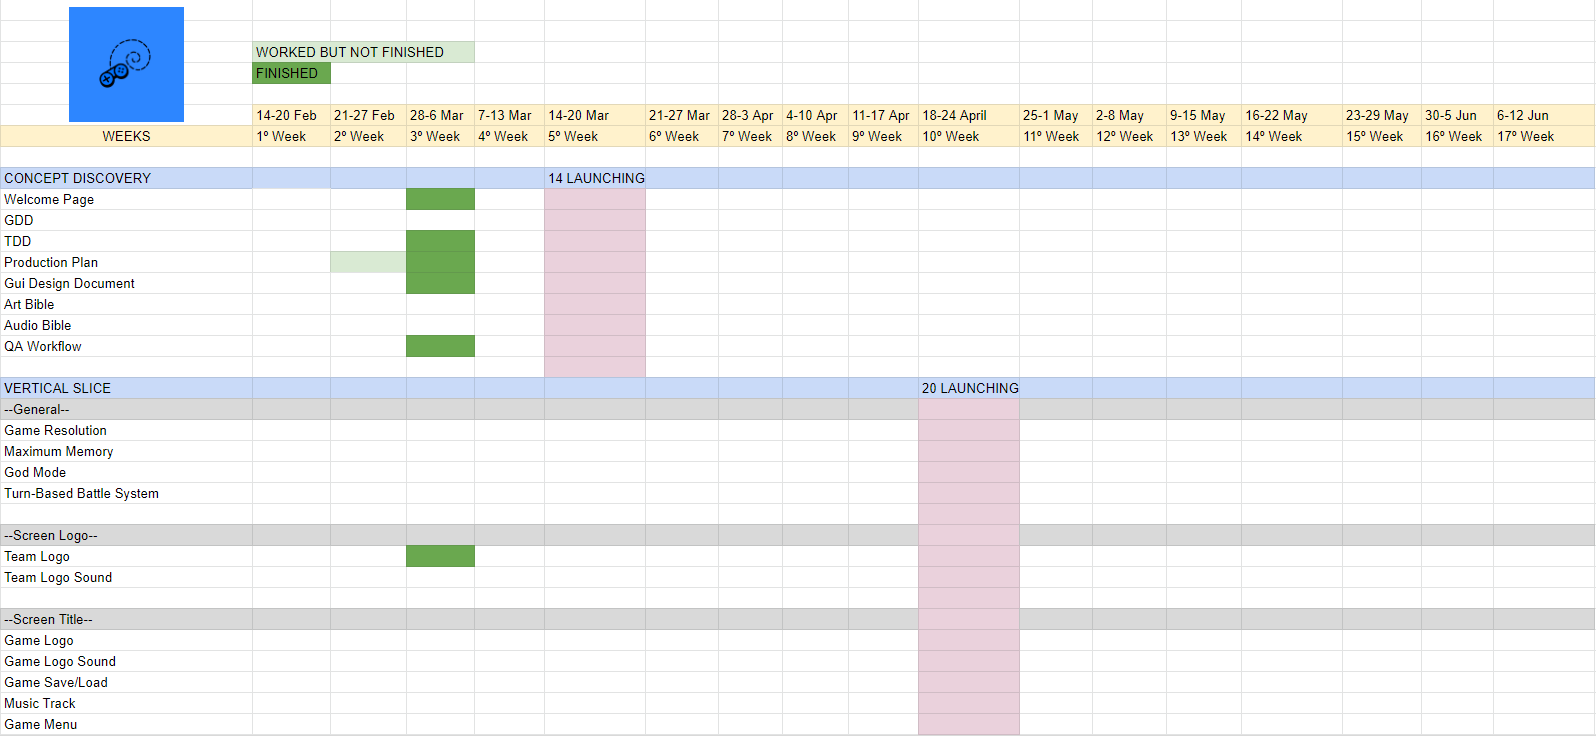 WORKED BUT NOT FINISHED
FINISHED
14-20 Feb 21-27 Feb 28-6 Mar 7-13 Mar 14-20 Mar 21-27 Mar 28-3 Apr 4-10 Apr 11-17 Apr 18-24 April 25-1 May 2-8 May 9-15 May 16-22 May 23-29 May 30-5 Jun 6-12 Jun
WEEKS 1º Week 2º Week 3º Week 4º Week 5º Week 6º Week 7º Week 8º Week 9º Week 10º Week 11º Week 12º Week 13º Week 14º Week 15º Week 16º Week 17º Week
CONCEPT DISCOVERY 14 LAUNCHING
Welcome Page
GDD
TDD
Production Plan
Gui Design Document
Art Bible
Audio Bible
QA Workflow
VERTICAL SLICE 20 LAUNCHING
--General--
Game Resolution
Maximum Memory
God Mode
Turn-Based Battle System
--Screen Logo--
Team Logo
Team Logo Sound
--Screen Title--
Game Logo
Game Logo Sound
Game Save/Load
Music Track
Game Menu